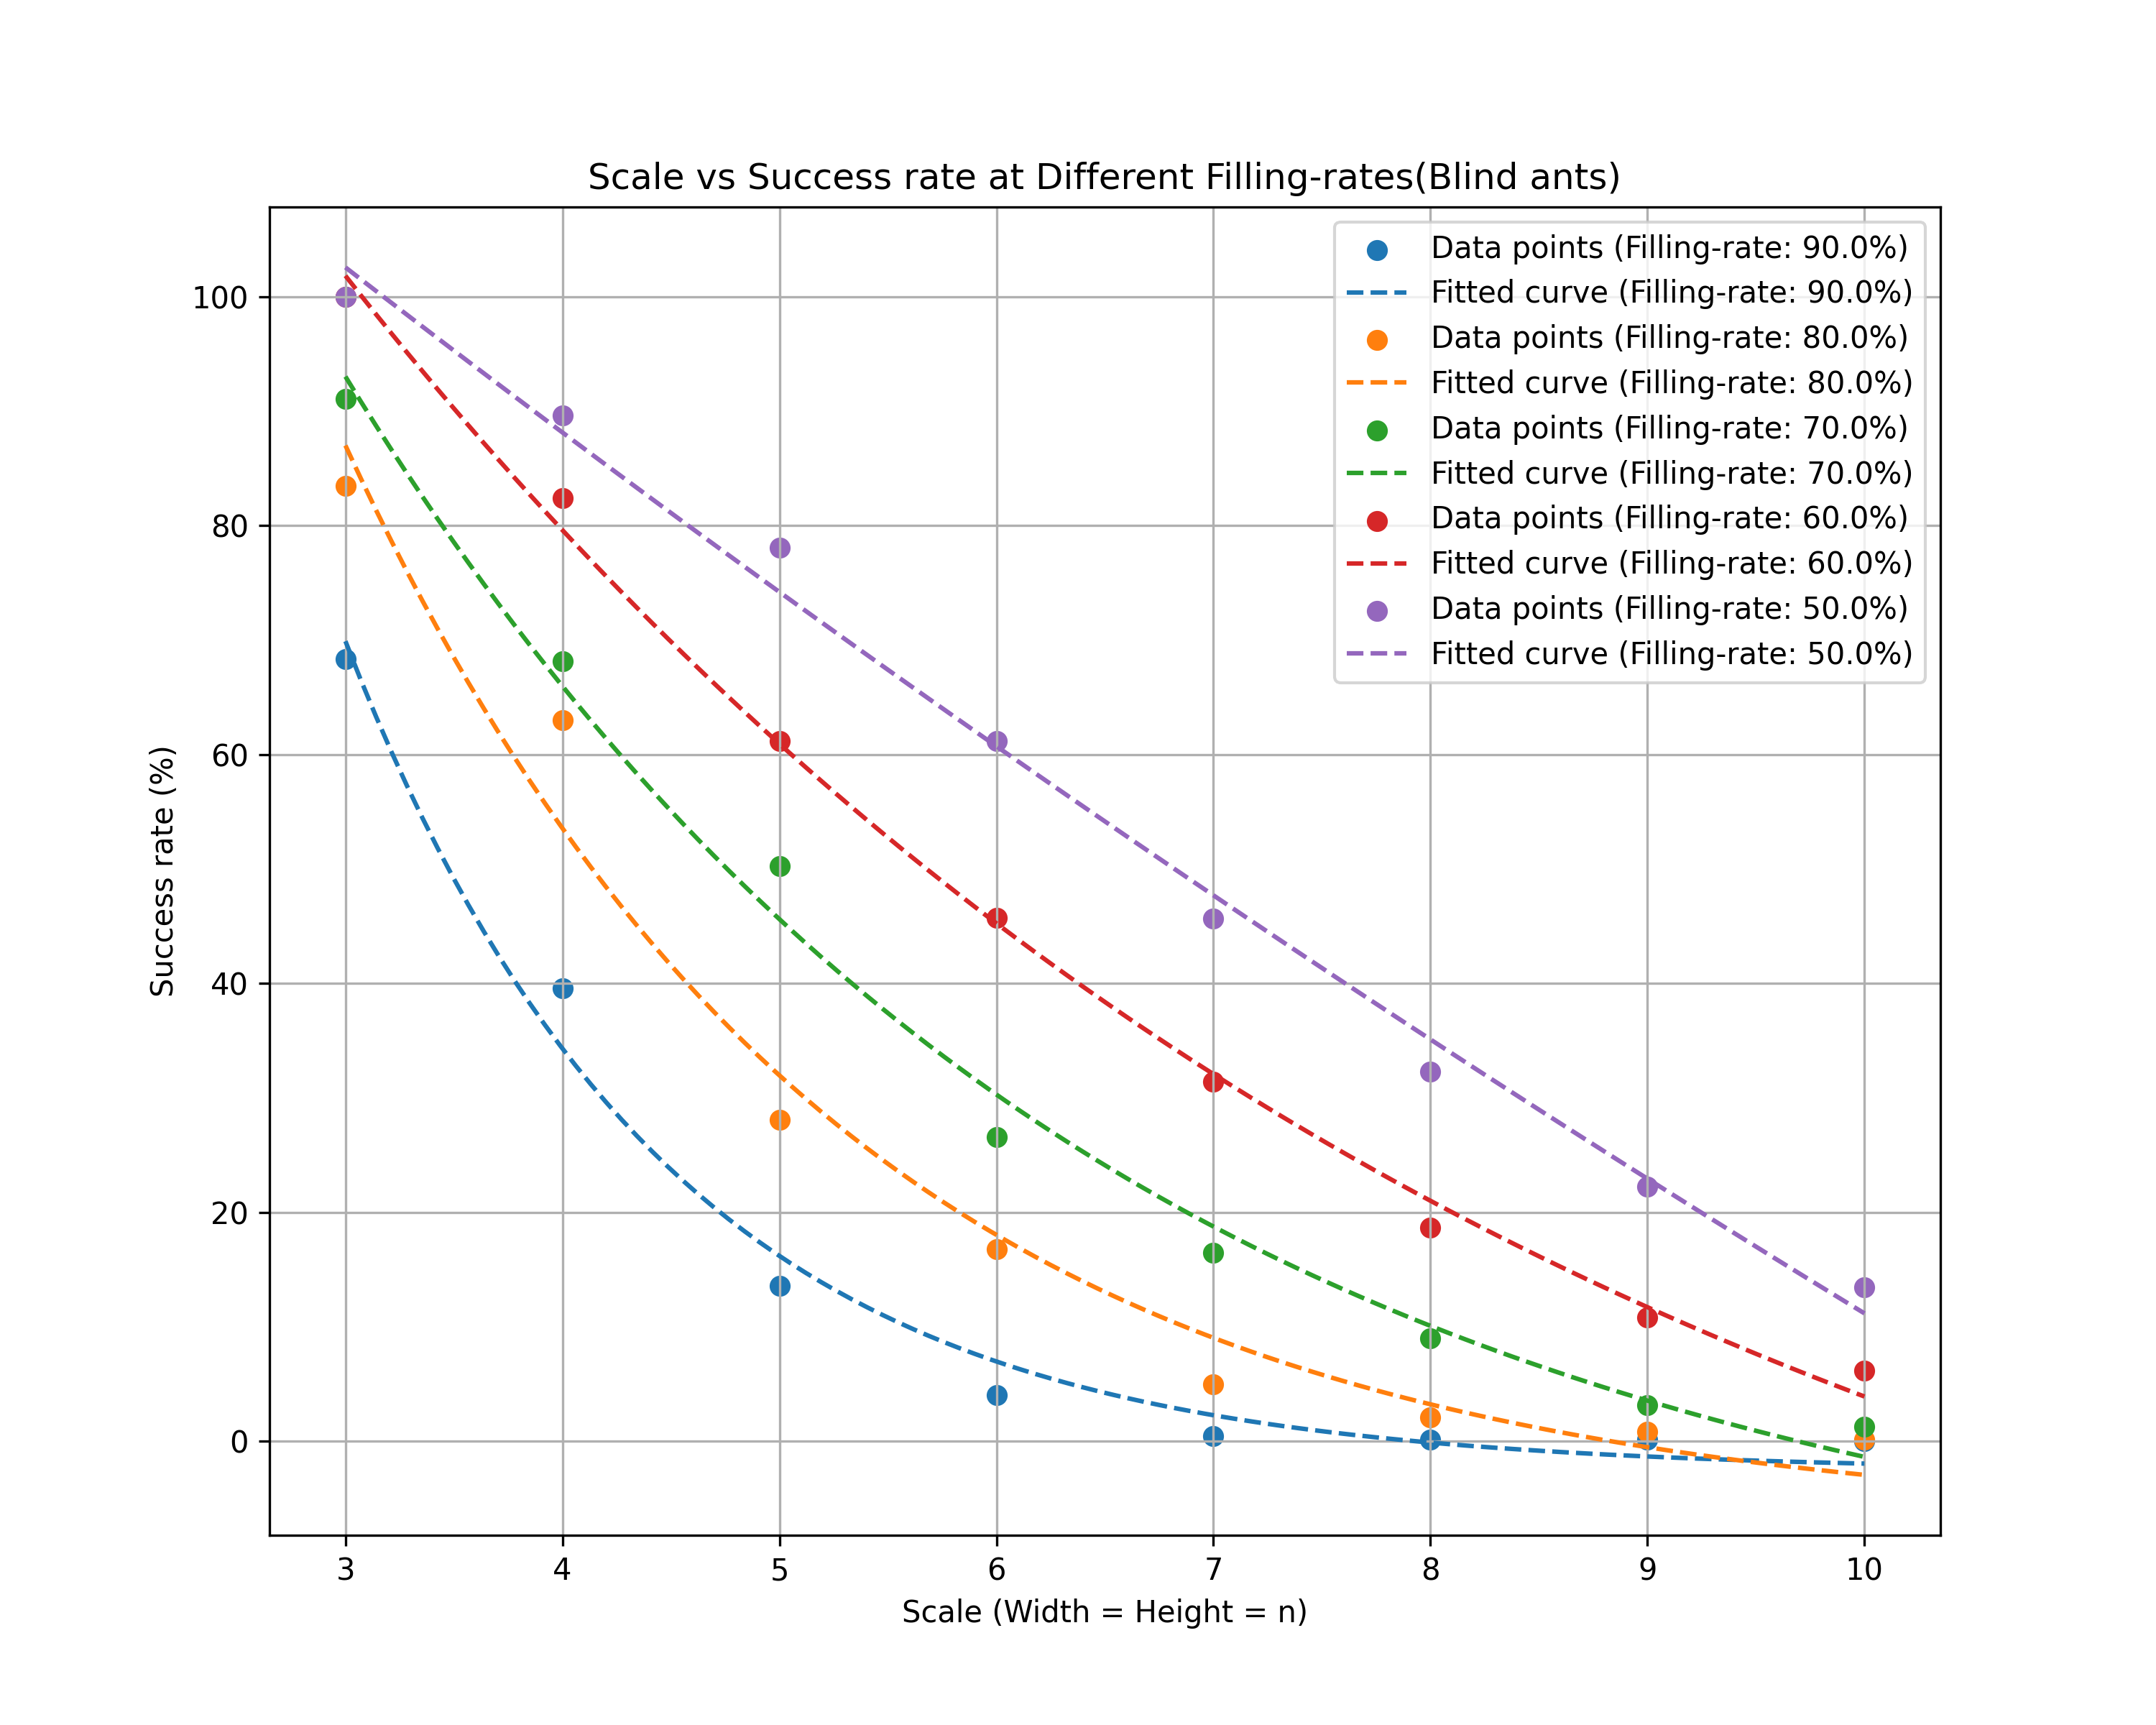 Scale vs Success rate at Different Filling-rates(Blind ants)
Data points (Filling-rate: 90.0%)
Fitted curve (Filling-rate: 90.0%)
Data points (Filling-rate: 80.0%)
Fitted curve (Filling-rate: 80.0%)
Data points (Filling-rate: 70.0%)
Fitted curve (Filling-rate: 70.0%)
Data points (Filling-rate: 60.0%)
Fitted curve (Filling-rate: 60.0%)
Data points (Filling-rate: 50.0%)
Fitted curve (Filling-rate: 50.0%)
Success rate (%)
100
80
60
40
20
0
3 4 5 6 7 8 9 10
Scale (Width = Height = n)